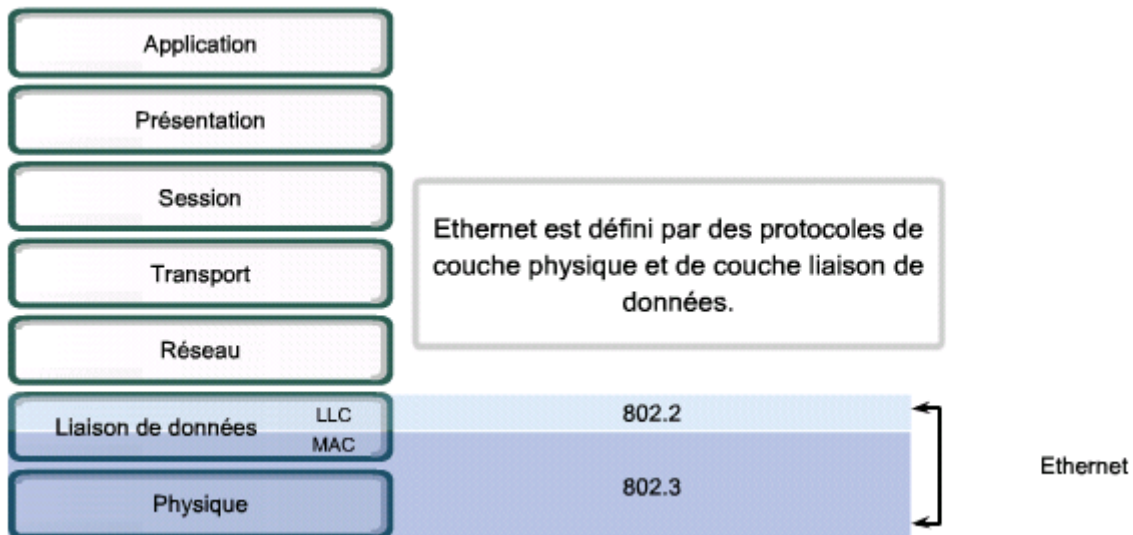 Application
Présentation
Session
Transport
Réseau
Ethernet est défini par des protocoles de
couche physique et de couche liaison de
données.
Liaison de données
LLC
MAC
802.2
Physique
802.3
Ethernet